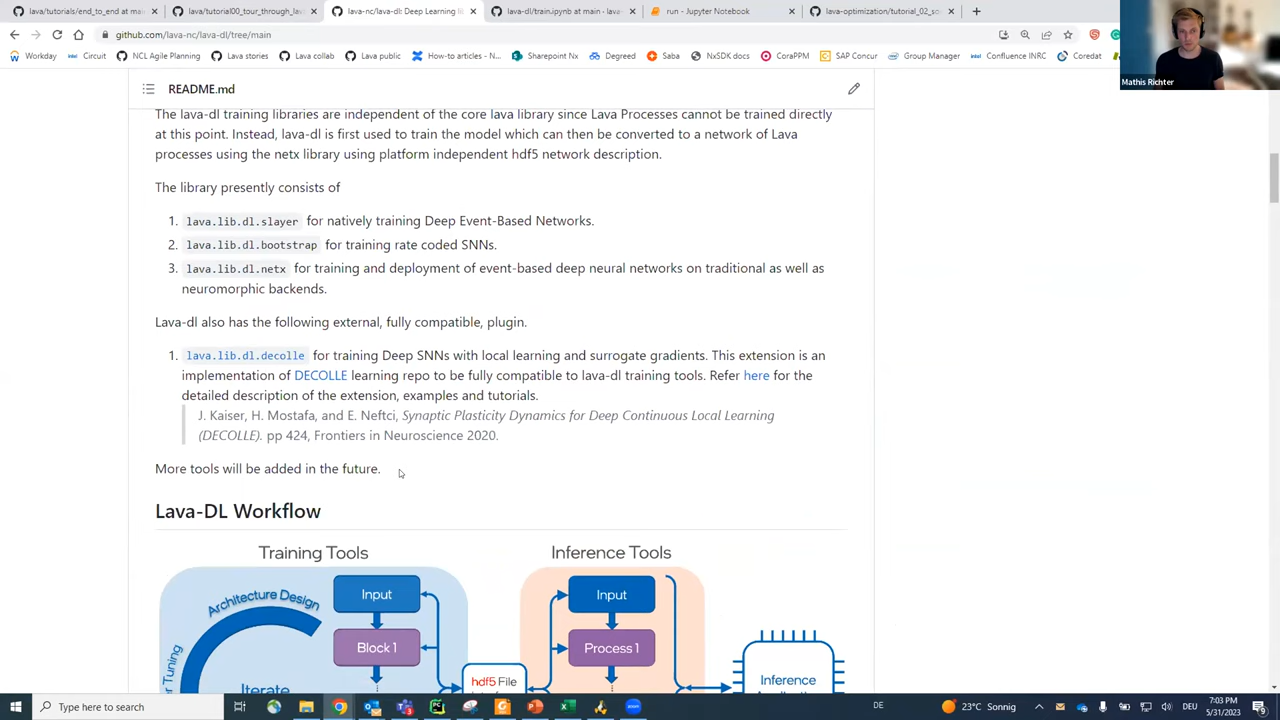 lava/tutorials/end_to_end at ma
lava/tutorial00_tour_through_lav
lava-nc/lava-dl: Deep Learning li
lava-dl/train.ipynb at main · lava-
run - Jupyter Notebook
lava-optimization/tutorial_02_so
github.com/lava-nc/lava-dl/tree/main
Workday Circuit NCL Agile Planning Lava stories Lava collab Lava public How-to articles - N... Sharepoint Nx Degreed Saba NxSDK docs CoraPPM SAP Concur Group Manager Confluence INRC Coredat
Mathis Richter
README.md
The lava-dl training libraries are independent of the core lava library since Lava Processes cannot be trained directly
at this point. Instead, lava-dl is first used to train the model which can then be converted to a network of Lava
processes using the netx library using platform independent hdf5 network description.
The library presently consists of
1. lava.lib.dl.slayer for natively training Deep Event-Based Networks.
2. lava.lib.dl.bootstrap for training rate coded SNNs.
3. lava.lib.dl.netx for training and deployment of event-based deep neural networks on traditional as well as
neuromorphic backends.
Lava-dl also has the following external, fully compatible, plugin.
1. lava.lib.dl.decolle for training Deep SNNs with local learning and surrogate gradients. This extension is an
implementation of DECOLLE learning repo to be fully compatible to lava-dl training tools. Refer here for the
detailed description of the extension, examples and tutorials.
J. Kaiser, H. Mostafa, and E. Neftci, Synaptic Plasticity Dynamics for Deep Continuous Local Learning
(DECOLLE). pp 424, Frontiers in Neuroscience 2020.
More tools will be added in the future.
Lava-DL Workflow
Training Tools
Inference Tools
Architecture Design
Input
Input
Block 1
Process 1
Tuning
Iterate
hdf5 File
Inference
Type here to search
DE
23°C Sonnig
DEU
7:03 PM
5/31/2023